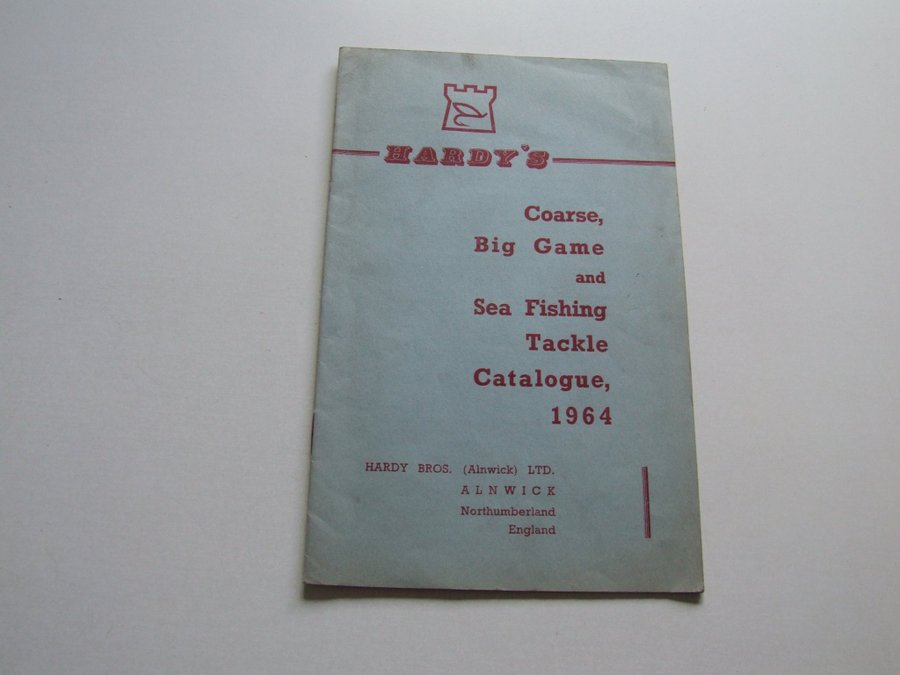 HARDY'S
Coarse,
Big Game
and
Sea Fishing
Tackle
Catalogue,
1964
HARDY BROS. (Alnwick) LTD.
ALNWICK
Northumberland
England